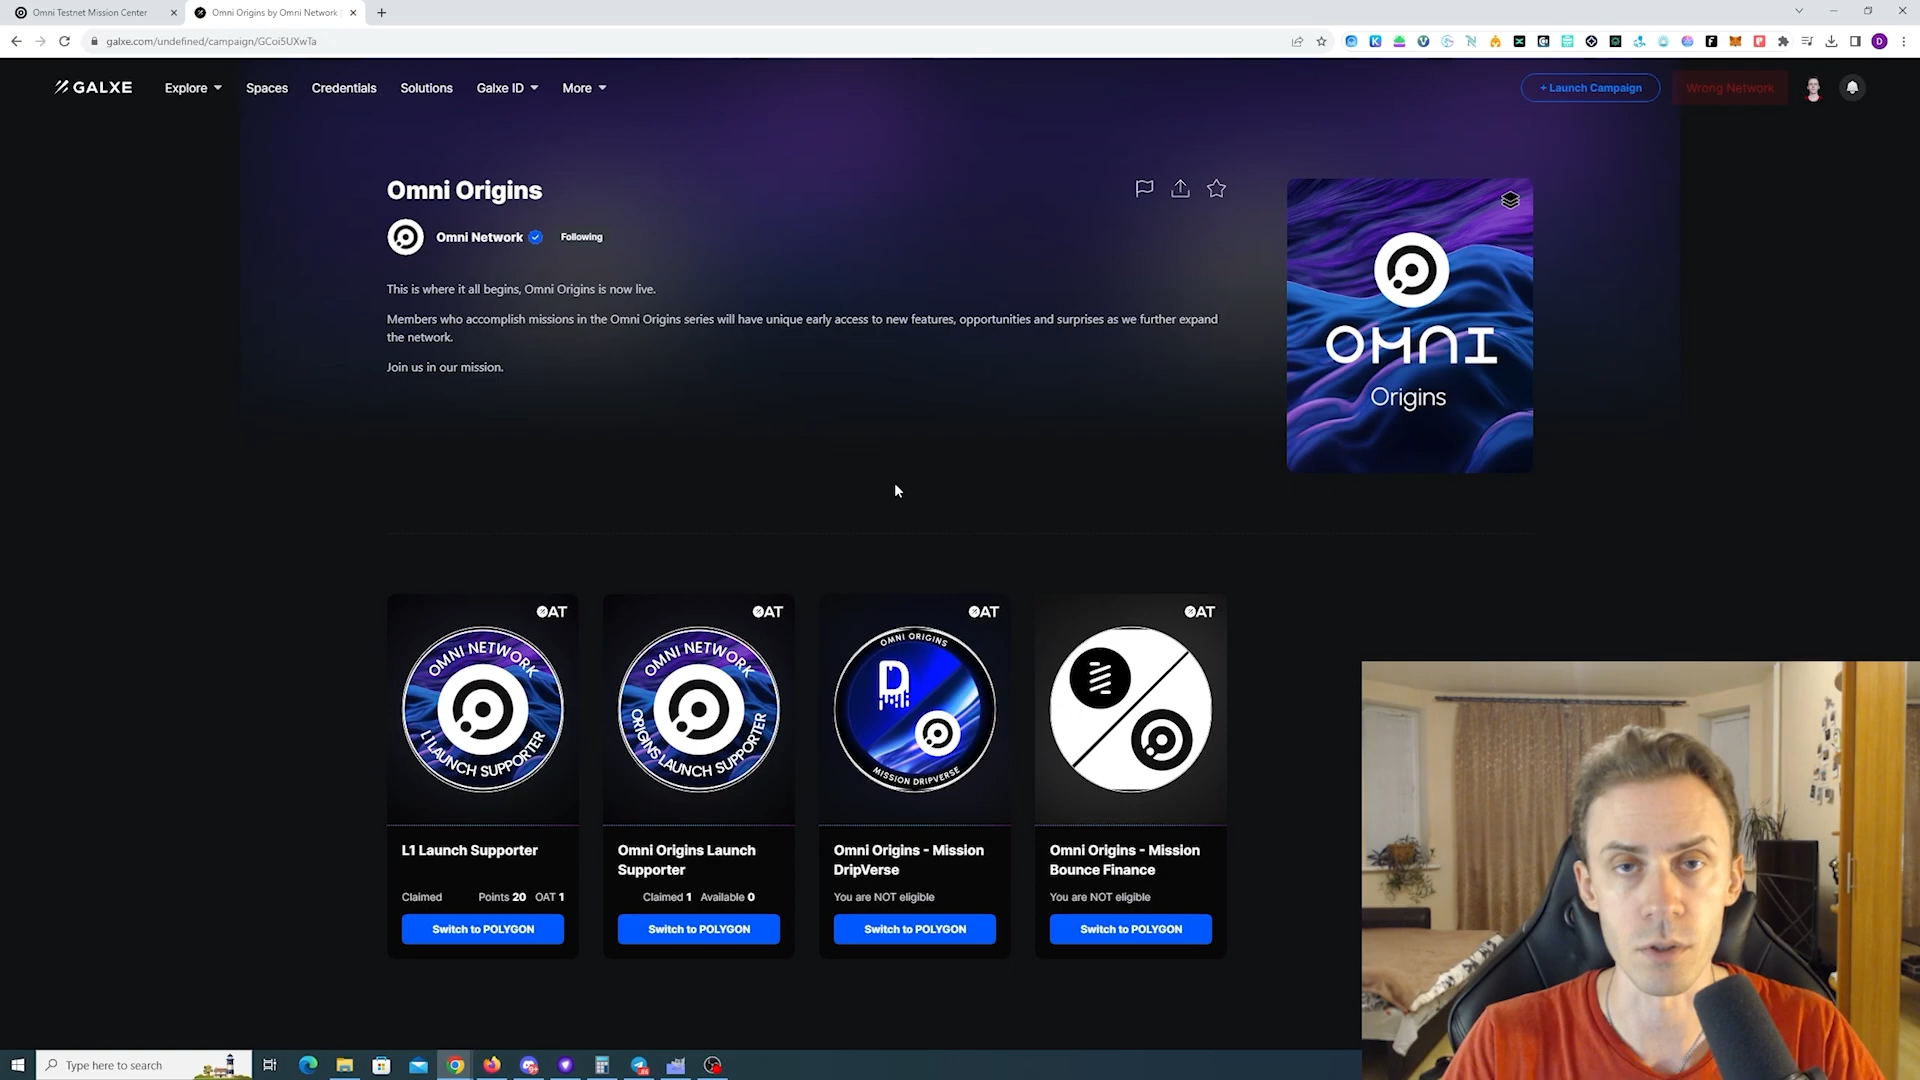 Omni Testnet Mission Center
Omni Origins by Omni Network |
galxe.com/undefined/campaign/GCoi5UXwTa
GALXE
Explore
Spaces
Credentials
Solutions
Galxe ID
More
+ Launch Campaign
Wrong Network
Omni Origins
Omni Network
Following
This is where it all begins, Omni Origins is now live.
Members who accomplish missions in the Omni Origins series will have unique early access to new features, opportunities and surprises as we further expand
the network.
Join us in our mission.
OMNI
Origins
OAT
OMNI NETWORK
L1 LAUNCH SUPPORTER
L1 Launch Supporter
Claimed
Points 20
OAT 1
Switch to POLYGON
OAT
OMNI NETWORK
ORIGINS LAUNCH SUPPORTER
Omni Origins Launch
Supporter
Claimed 1
Available 0
Switch to POLYGON
OAT
OMNI ORIGINS
D
MISSION DRIPVERSE
Omni Origins - Mission
DripVerse
You are NOT eligible
Switch to POLYGON
OAT
Omni Origins - Mission
Bounce Finance
You are NOT eligible
Switch to POLYGON
Type here to search